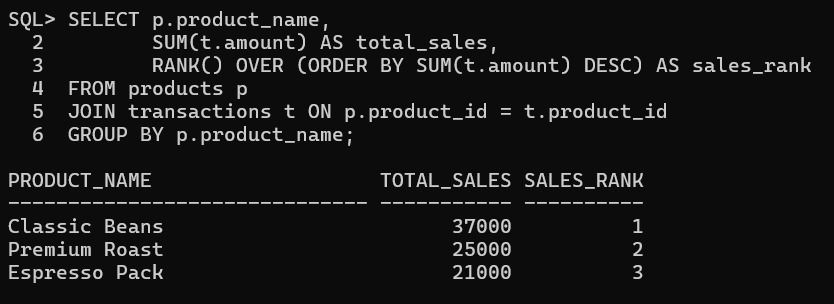 SQL> SELECT p.product_name,
  2         SUM(t.amount) AS total_sales,
  3         RANK() OVER (ORDER BY SUM(t.amount) DESC) AS sales_rank
  4  FROM products p
  5  JOIN transactions t ON p.product_id = t.product_id
  6  GROUP BY p.product_name;
PRODUCT_NAME                   TOTAL_SALES SALES_RANK
------------------------------ ----------- ----------
Classic Beans                        37000          1
Premium Roast                        25000          2
Espresso Pack                        21000          3